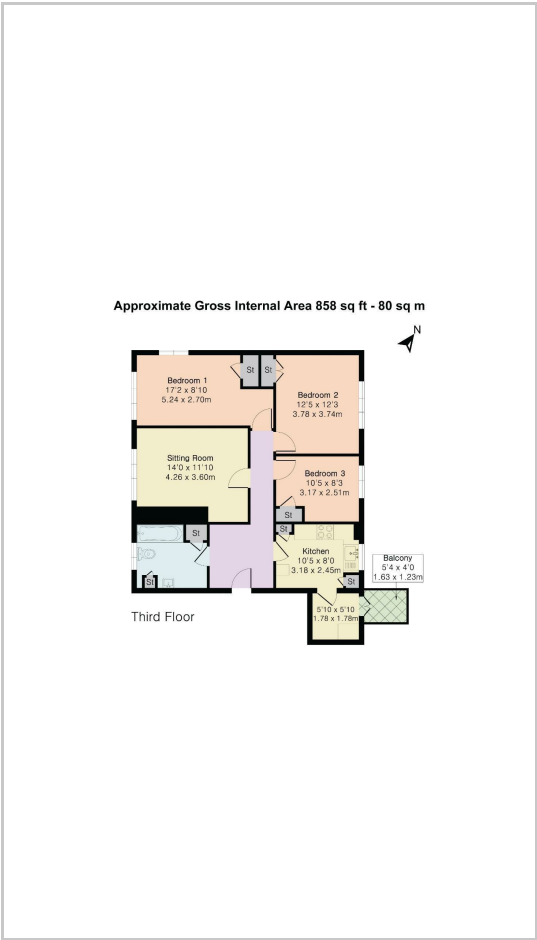 Approximate Gross Internal Area 858 sq ft - 80 sq m
N
St
St
Bedroom 1
17'2 x 8'10
5.24 x 2.70m
Bedroom 2
12'5 x 12'3
3.78 x 3.74m
Sitting Room
14'0 x 11'10
4.26 x 3.60m
Bedroom 3
10'5 x 8'3
3.17 x 2.51m
St
St
St
Kitchen
10'5 x 8'0
3.18 x 2.45m
St
St
Balcony
5'4 x 4'0
1.63 x 1.23m
5'10 x 5'10
1.78 x 1.78m
Third Floor